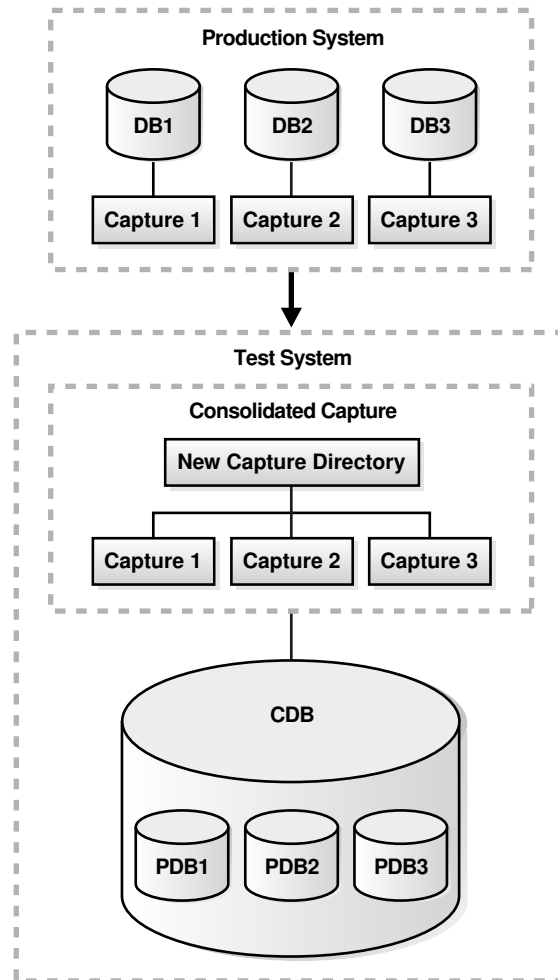 Production System
DB1
DB2
DB3
Capture 1
Capture 2
Capture 3
Test System
Consolidated Capture
New Capture Directory
Capture 1
Capture 2
Capture 3
CDB
PDB1
PDB2
PDB3